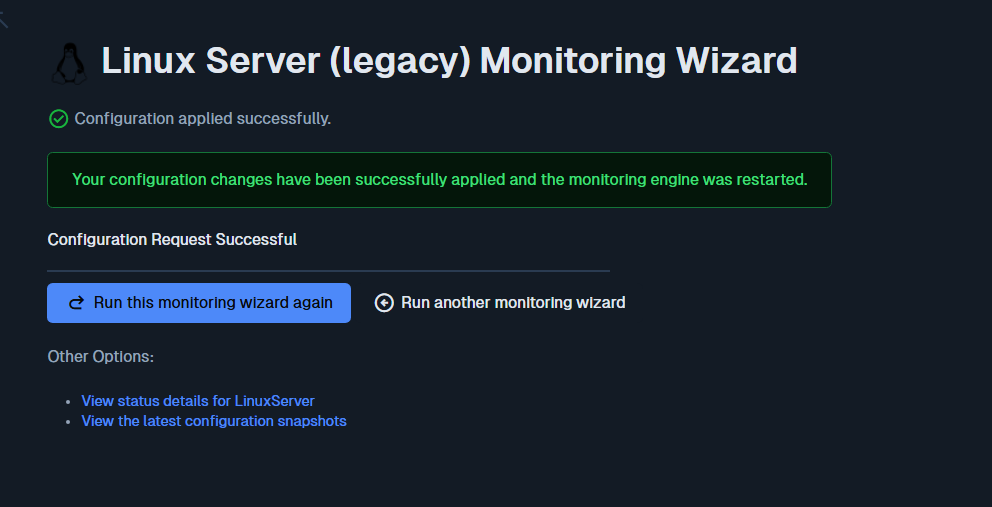 Linux Server (legacy) Monitoring Wizard
Configuration applied successfully.
Your configuration changes have been successfully applied and the monitoring engine was restarted.
Configuration Request Successful
Run this monitoring wizard again
Run another monitoring wizard
Other Options:
View status details for LinuxServer
View the latest configuration snapshots